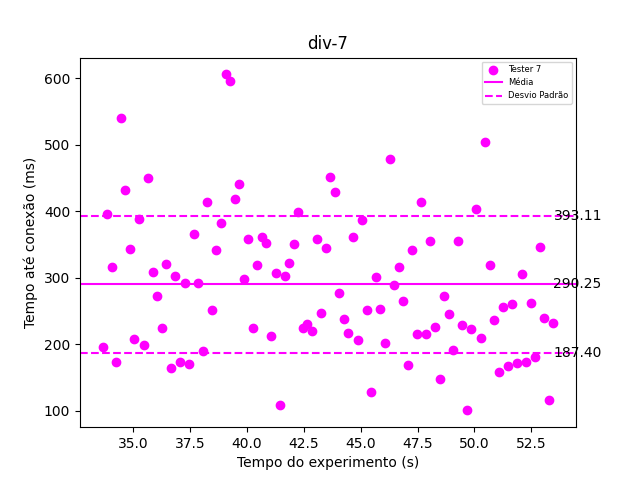 div-7
Tempo até conexão (ms)
600
500
400
300
200
100
Tester 7
Média
Desvio Padrão
393.11
290.25
187.40
35.0 37.5 40.0 42.5 45.0 47.5 50.0 52.5
Tempo do experimento (s)